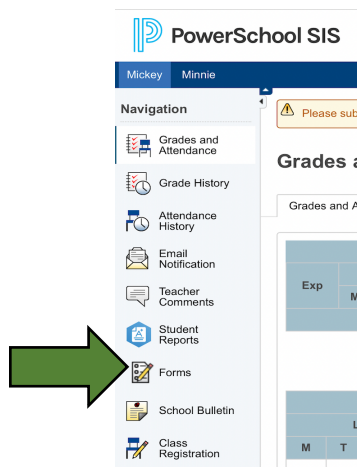 PowerSchool SIS
Mickey Minnie
Navigation
Grades and
Attendance
Grade History
Attendance
History
Email
Notification
Teacher
Comments
Student
Reports
Forms
School Bulletin
Class
Registration
Please sub
Grades a
Grades and A
Exp
M
L
M T